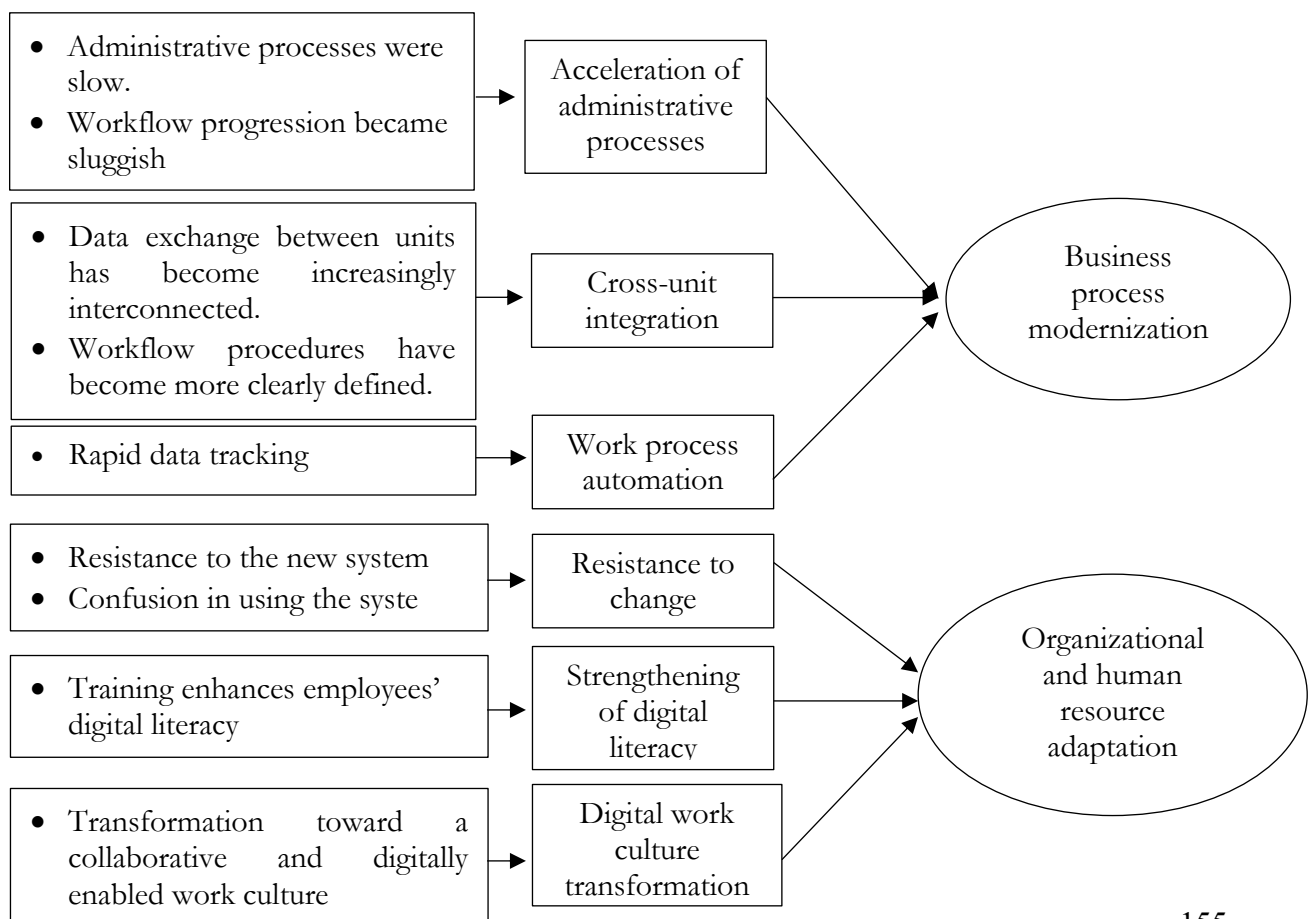 • Administrative processes were
slow.
• Workflow progression became
sluggish
Acceleration of
administrative
processes
• Data exchange between units
has become increasingly
interconnected.
• Workflow procedures have
become more clearly defined.
Cross-unit
integration
• Rapid data tracking
Work process
automation
Business
process
modernization
• Resistance to the new system
• Confusion in using the syste
Resistance to
change
• Training enhances employees’
digital literacy
Strengthening
of digital
literacy
• Transformation toward a
collaborative and digitally
enabled work culture
Digital work
culture
transformation
Organizational
and human
resource
adaptation
155